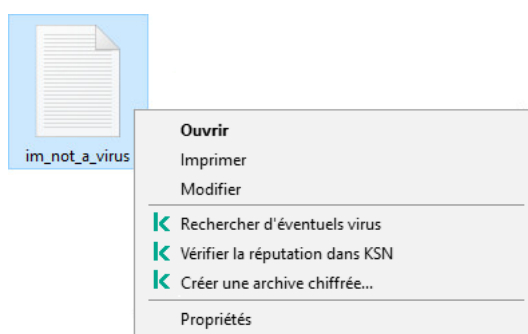 im_not_a_virus
Ouvrir
Imprimer
Modifier
Rechercher d'éventuels virus
Vérifier la réputation dans KSN
Créer une archive chiffrée...
Propriétés